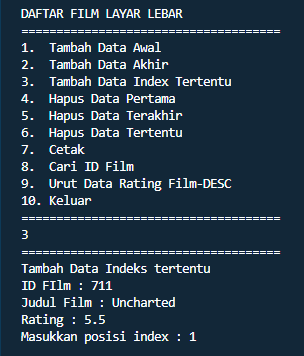 DAFTAR FILM LAYAR LEBAR
=====================================
1.  Tambah Data Awal
2.  Tambah Data Akhir
3.  Tambah Data Index Tertentu
4.  Hapus Data Pertama
5.  Hapus Data Terakhir
6.  Hapus Data Tertentu
7.  Cetak
8.  Cari ID Film
9.  Urut Data Rating Film-DESC
10. Keluar
=====================================
3
=====================================
Tambah Data Indeks tertentu
ID FIlm : 711
Judul Film : Uncharted
Rating : 5.5
Masukkan posisi index : 1